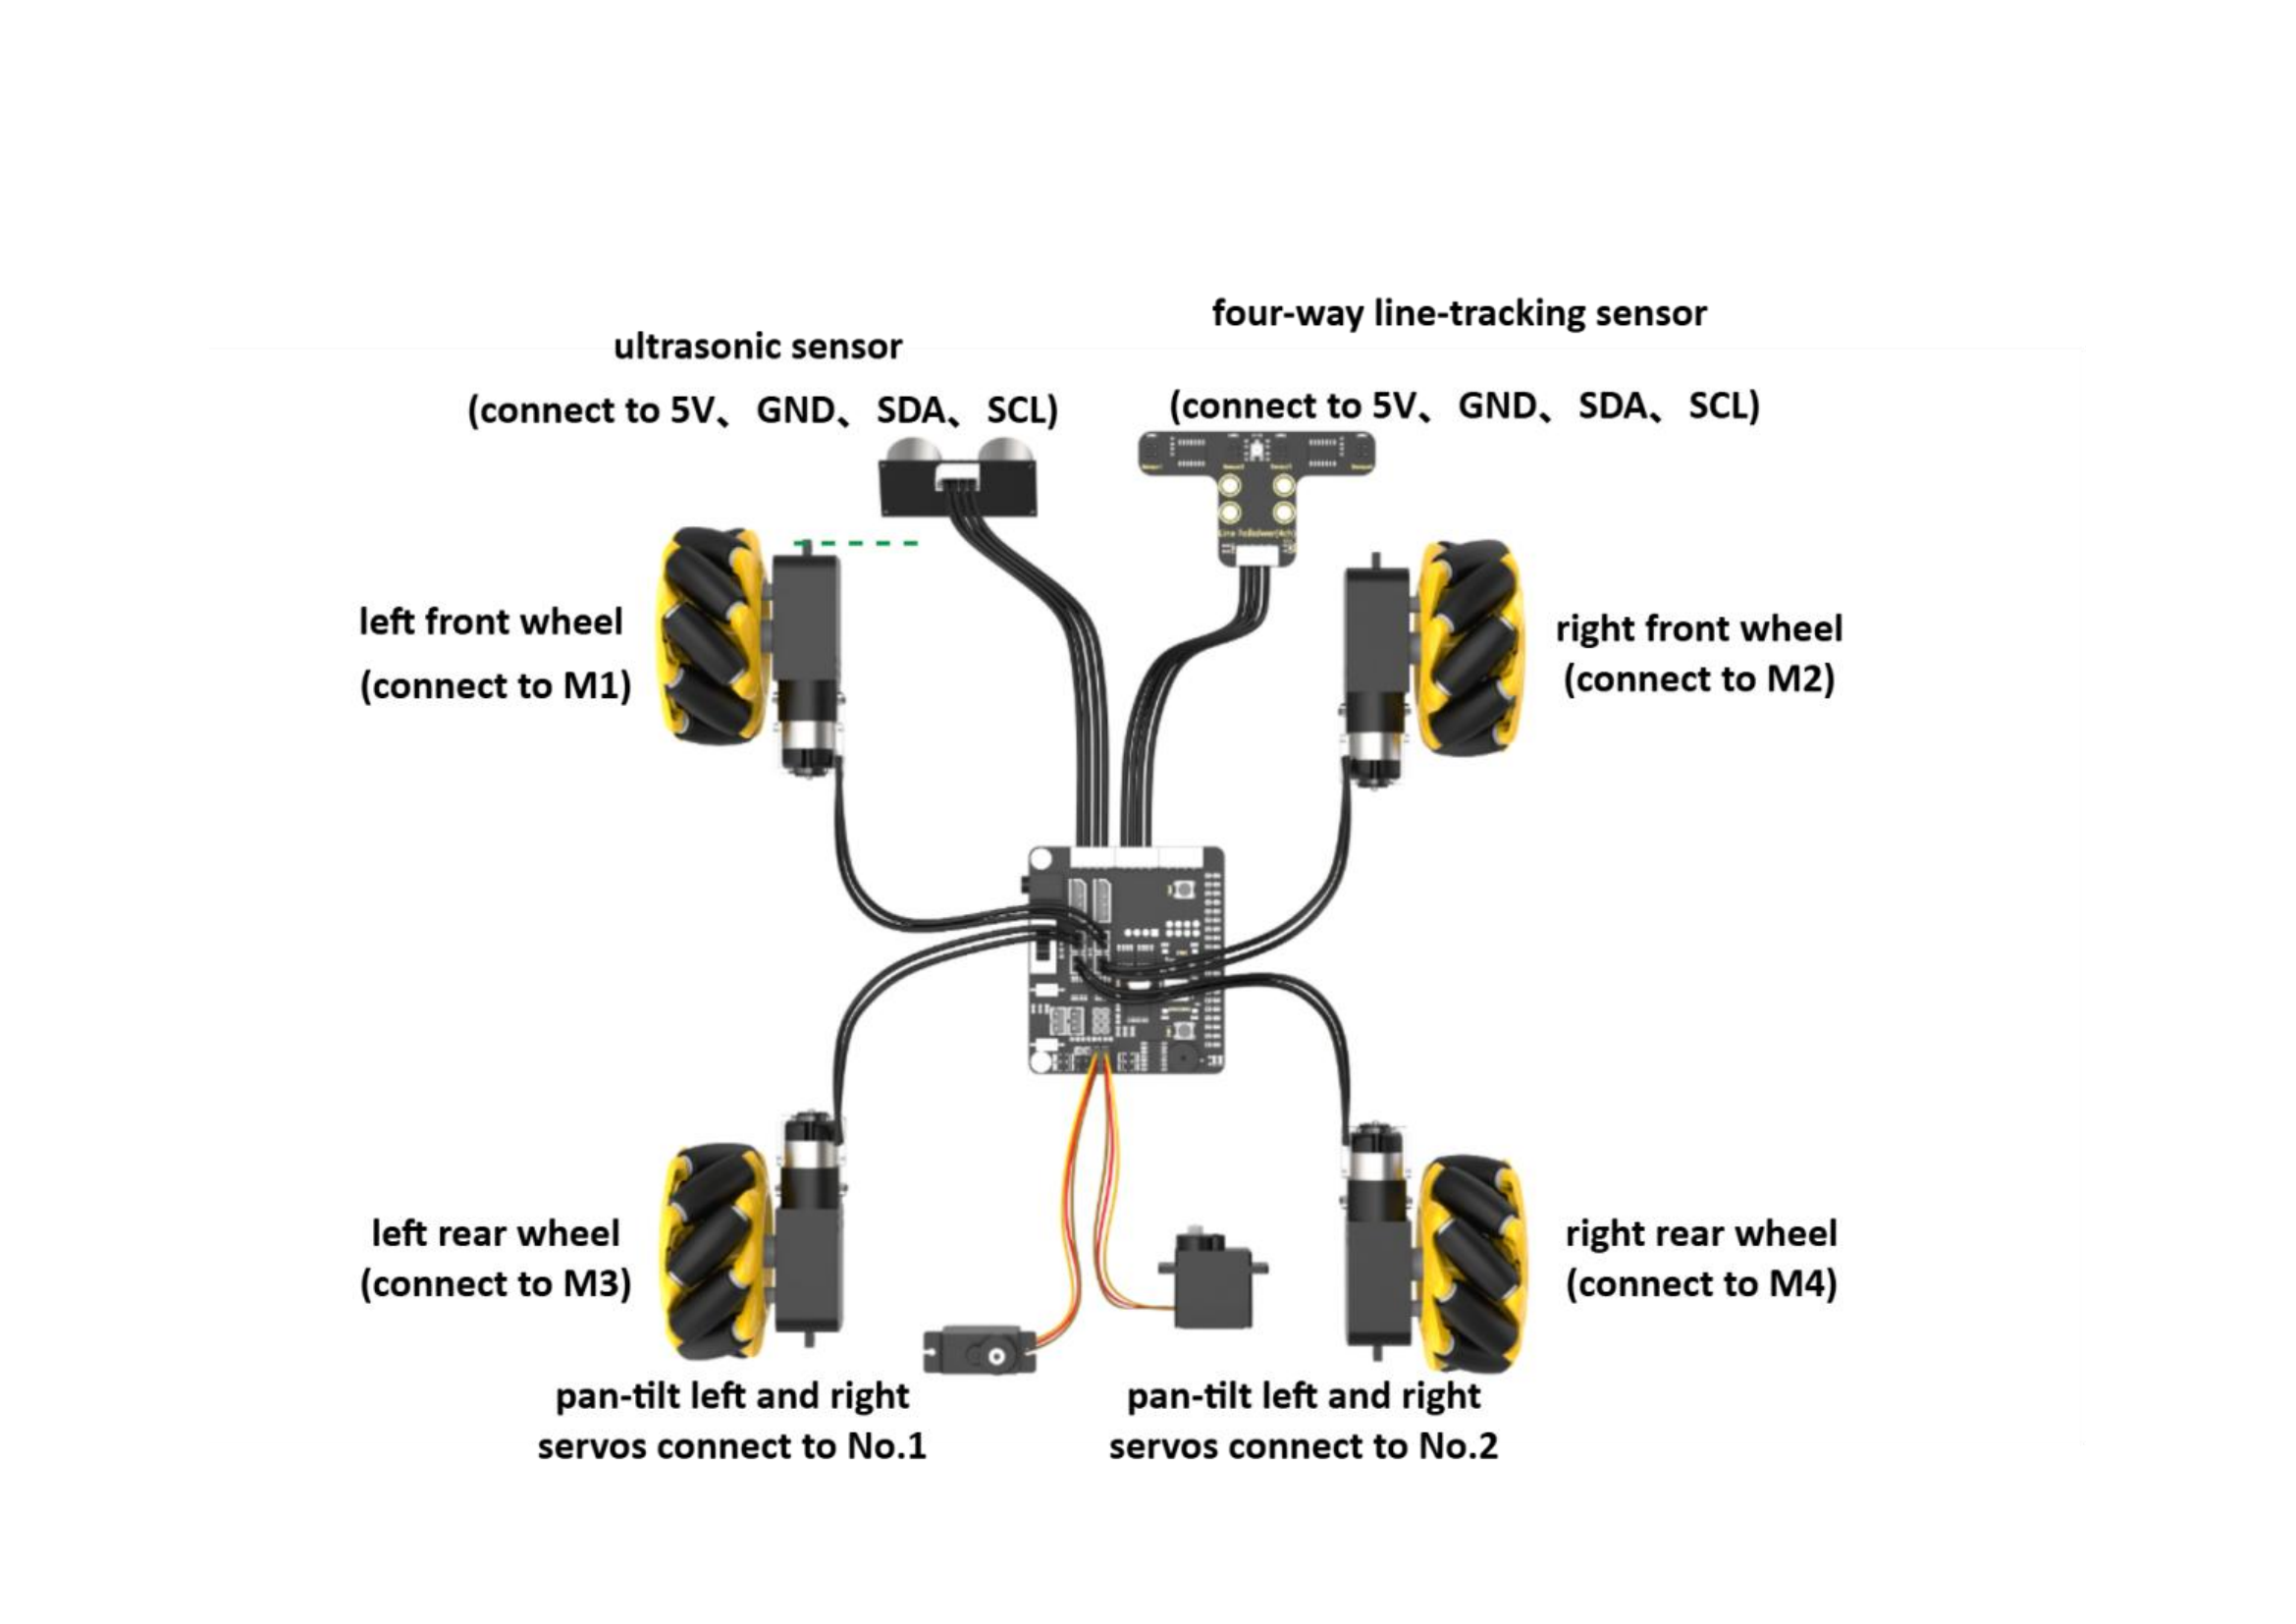 four-way line-tracking sensor
ultrasonic sensor
(connect to 5V、 GND、 SDA、 SCL)
(connect to 5V、 GND、 SDA、 SCL)
left front wheel
(connect to M1)
right front wheel
(connect to M2)
left rear wheel
(connect to M3)
right rear wheel
(connect to M4)
pan-tilt left and right
servos connect to No.1
pan-tilt left and right
servos connect to No.2